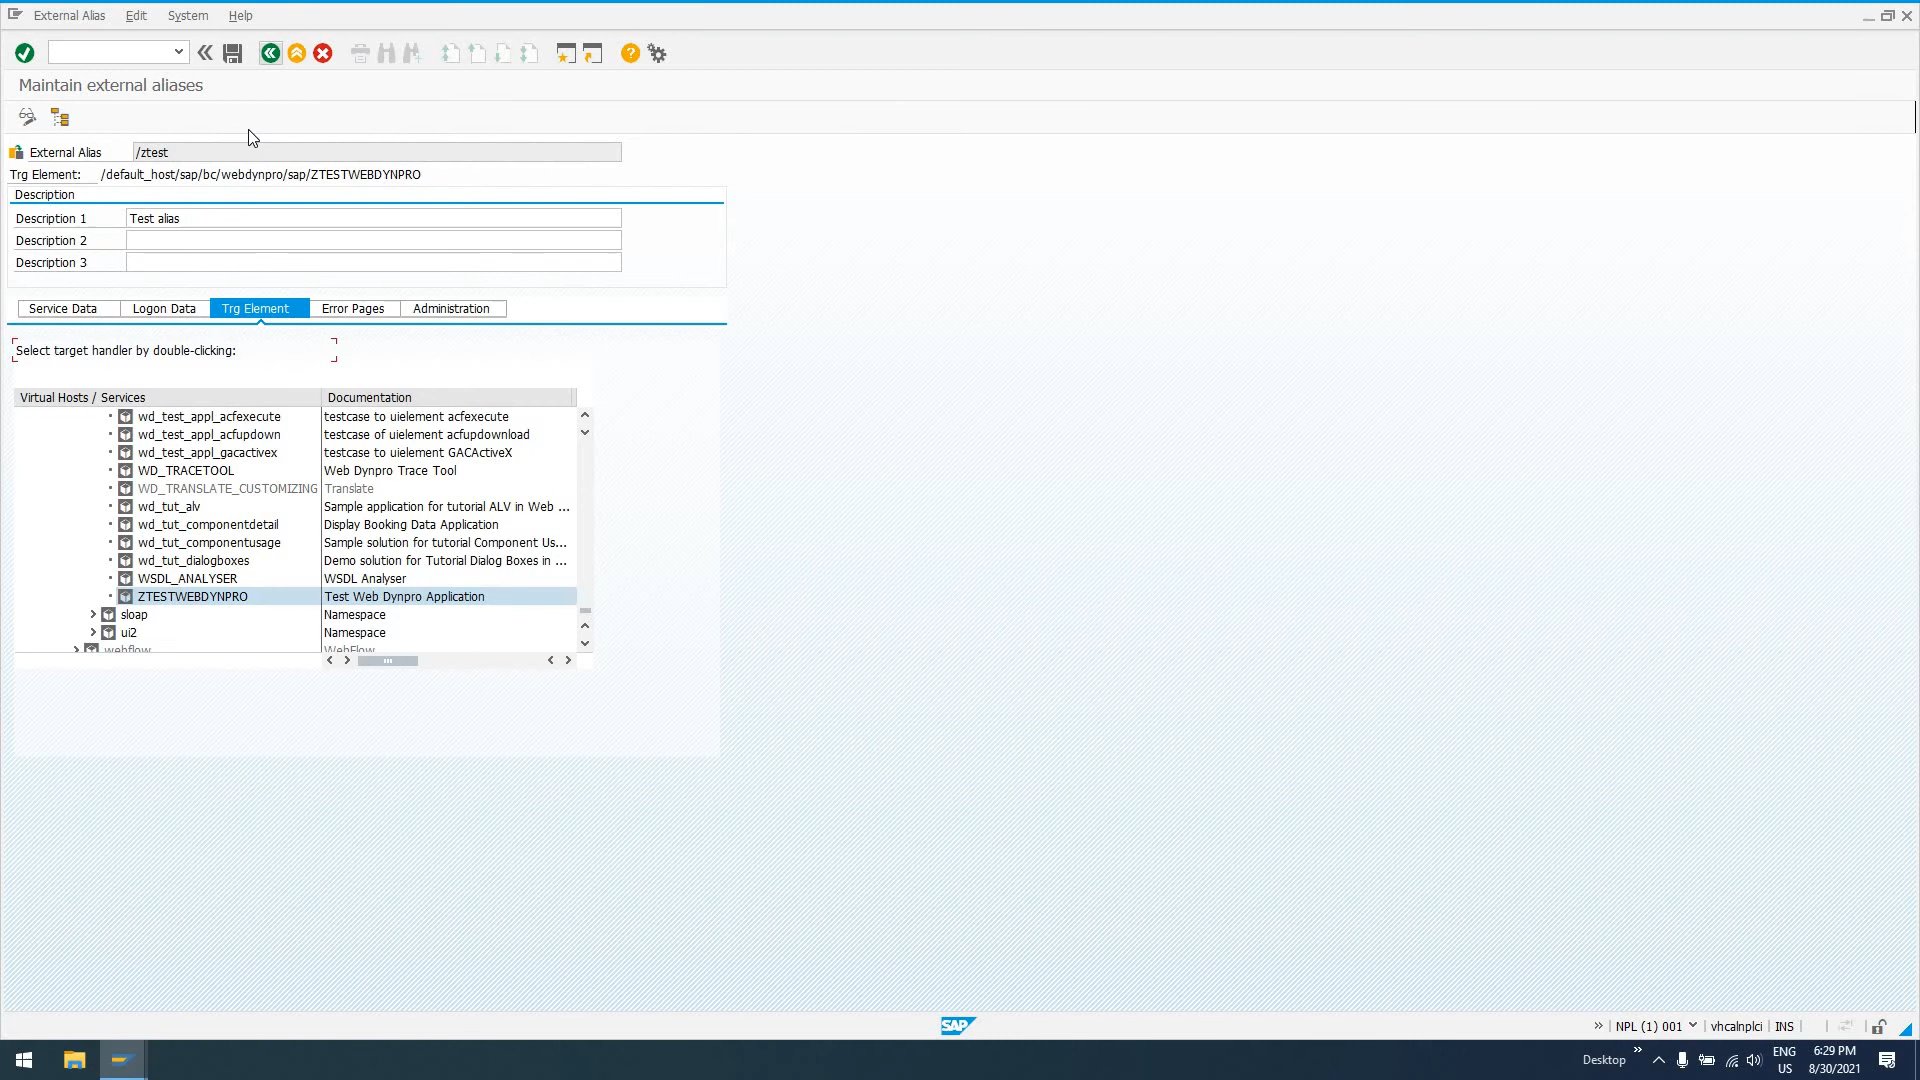 External Alias Edit System Help
Maintain external aliases
External Alias /ztest
Trg Element: /default_host/sap/bc/webdynpro/sap/ZTESTWEBDYNPRO
Description
Description 1 Test alias
Description 2
Description 3
Service Data Logon Data Trg Element Error Pages Administration
Select target handler by double-clicking:
Virtual Hosts / Services Documentation
wd_test_appl_acfexecute testcase to uielement acfexecute
wd_test_appl_acfupdown testcase of uielement acfupdownload
wd_test_appl_gacactivex testcase to uielement GACActiveX
WD_TRACETOOL Web Dynpro Trace Tool
WD_TRANSLATE_CUSTOMIZING Translate
wd_tut_alv Sample application for tutorial ALV in Web ...
wd_tut_componentdetail Display Booking Data Application
wd_tut_componentusage Sample solution for tutorial Component Us...
wd_tut_dialogboxes Demo solution for Tutorial Dialog Boxes in ...
WSDL_ANALYSER WSDL Analyser
ZTESTWEBDYNPRO Test Web Dynpro Application
sloap Namespace
ui2 Namespace
webflow WebFlow
SAP NPL (1) 001 vhcalnplci INS
Desktop ENG US 6:29 PM 8/30/2021